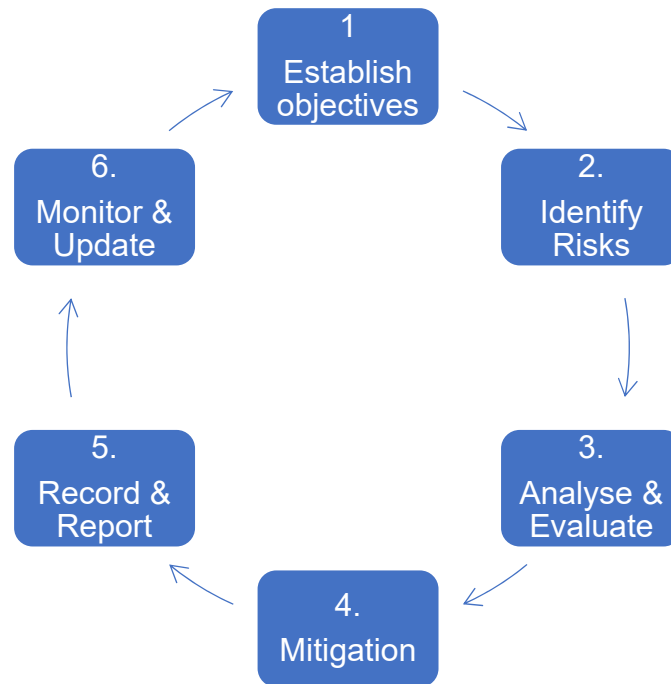 1
Establish
objectives
2.
Identify
Risks
3.
Analyse &
Evaluate
4.
Mitigation
5.
Record &
Report
6.
Monitor &
Update